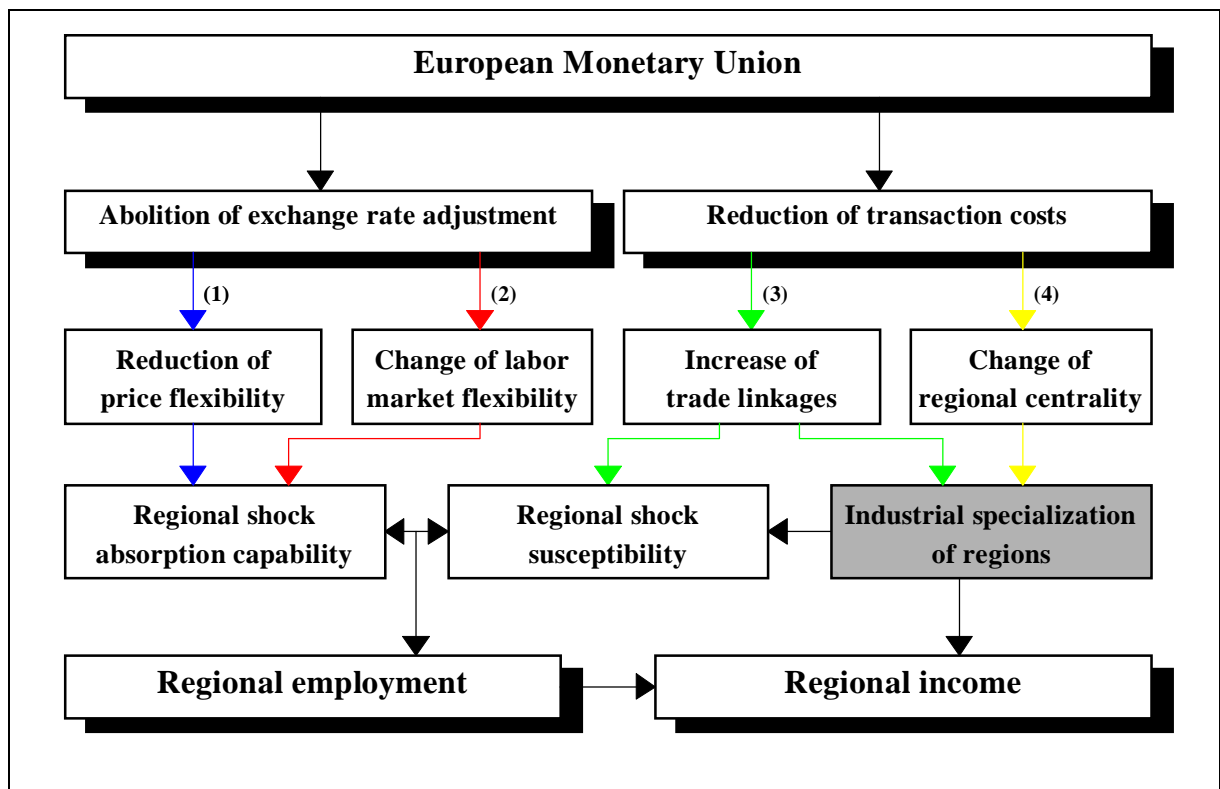 European Monetary Union
Abolition of exchange rate adjustment
Reduction of transaction costs
(1)
(2)
(3)
(4)
Reduction of
price flexibility
Change of labor
market flexibility
Increase of
trade linkages
Change of
regional centrality
Regional shock
absorption capability
Regional shock
susceptibility
Industrial specialization
of regions
Regional employment
Regional income